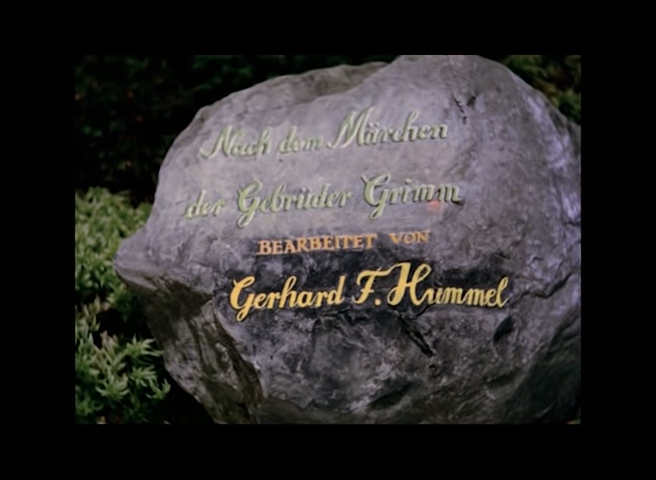 Nach dem Märchen
der Gebrüder Grimm
BEARBEITET VON
Gerhard F. Hummel